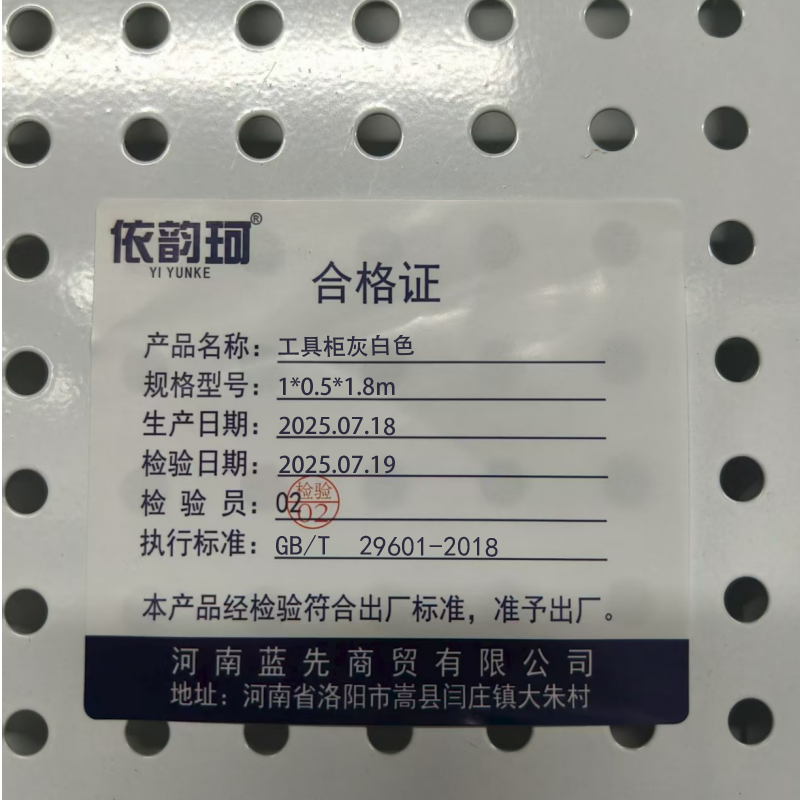 依韵珂®
YI YUNKE
合格证
产品名称：工具柜灰白色
规格型号：1*0.5*1.8m
生产日期：2025.07.18
检验日期：2025.07.19
检 验 员：02
检验
02
执行标准：GB/T 29601-2018
本产品经检验符合出厂标准，准予出厂。
河南蓝先商贸有限公司
地址：河南省洛阳市嵩县闫庄镇大朱村